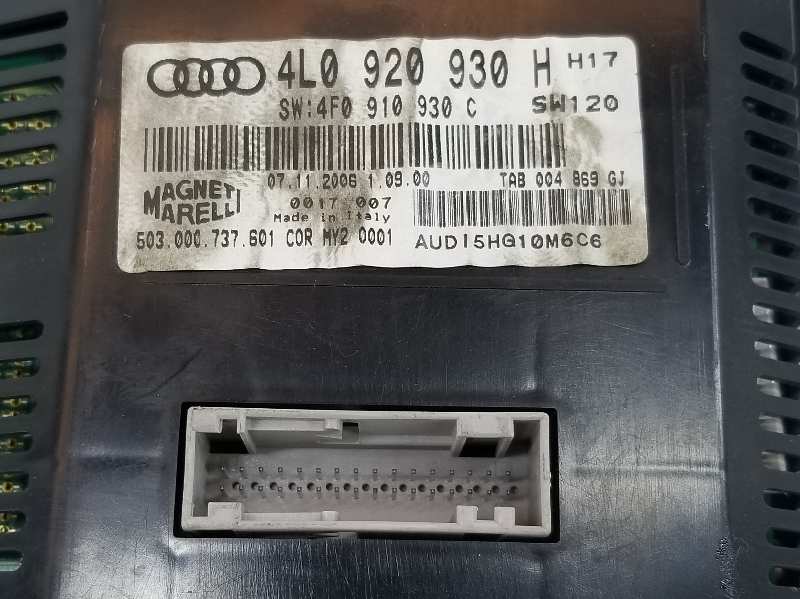 4L0 920 930 H H17
SW:4F0 910 930 C SW120
07.11.2006 1.09.00 TAB 004 869 GJ
MAGNETI MARELLI
0017 007
Made in Italy
503.000.737.601 COR MY2 0001 AUD15HG10M6C6